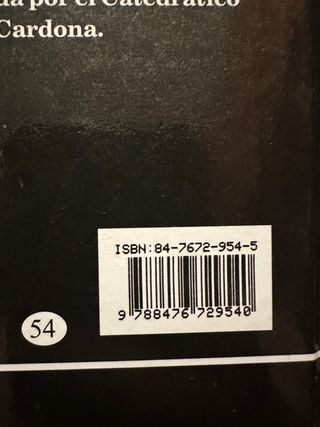 da por el Catedrático
Cardona.
ISBN:84-7672-954-5
9 788476 729540
54